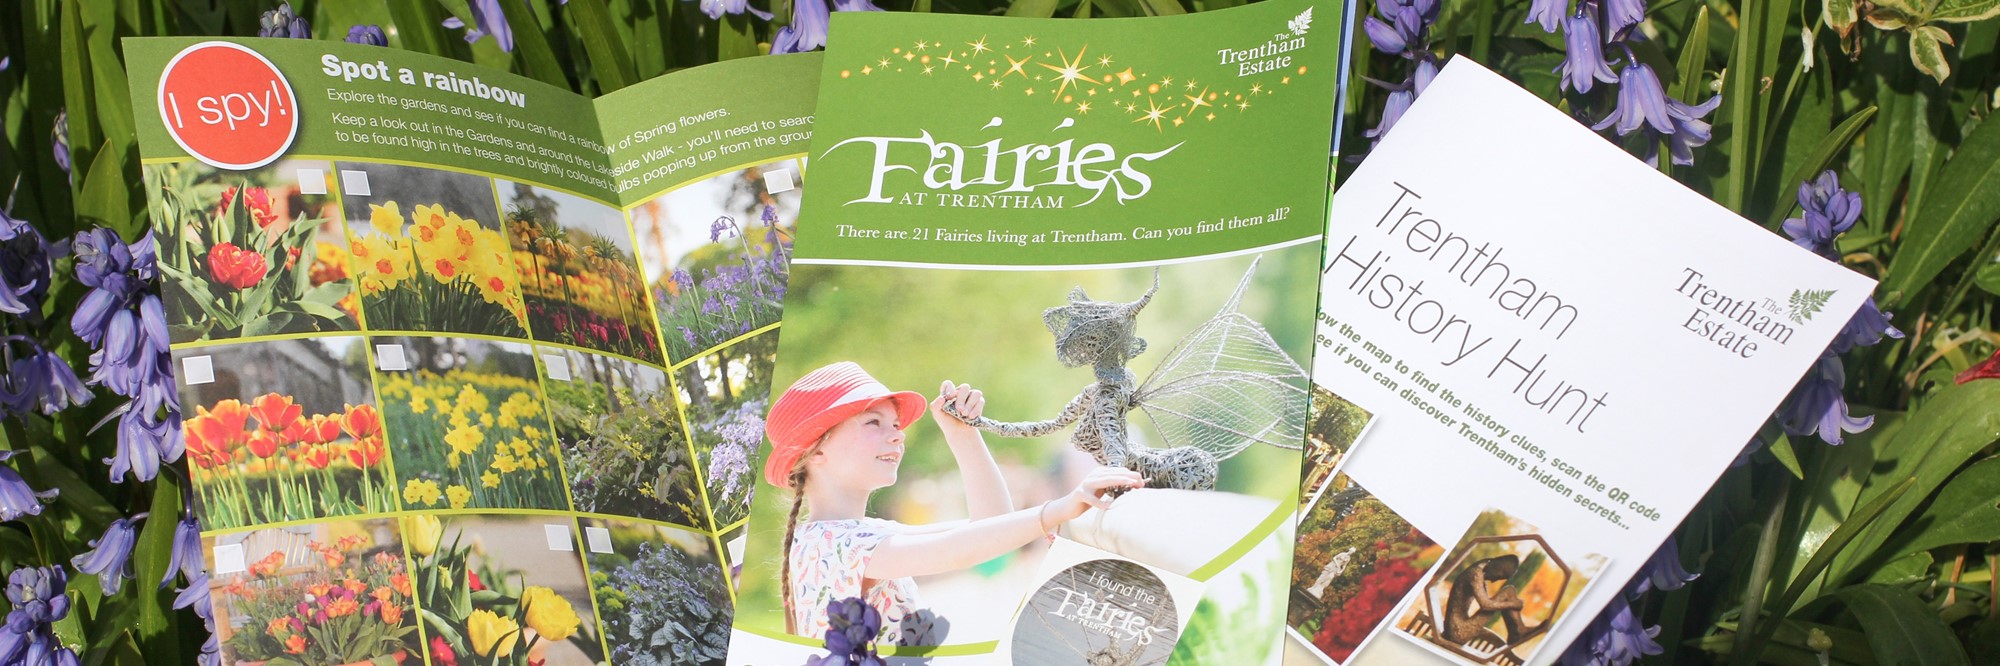 I spy!
Spot a rainbow
Explore the gardens and see if you can find a rainbow of Spring flowers.
Keep a look out in the Gardens and around the Lakeside Walk - you'll need to search
to be found high in the trees and brightly coloured bulbs popping up from the
The
Trentham
Estate
Fairies
AT TRENTHAM
There are 21 Fairies living at Trentham. Can you find them all?
I found the
Fairies
AT TRENTHAM
Trentham
History Hunt
The
Trentham
Estate
the map to find the history clues, scan the QR code
if you can discover Trentham's hidden secrets...